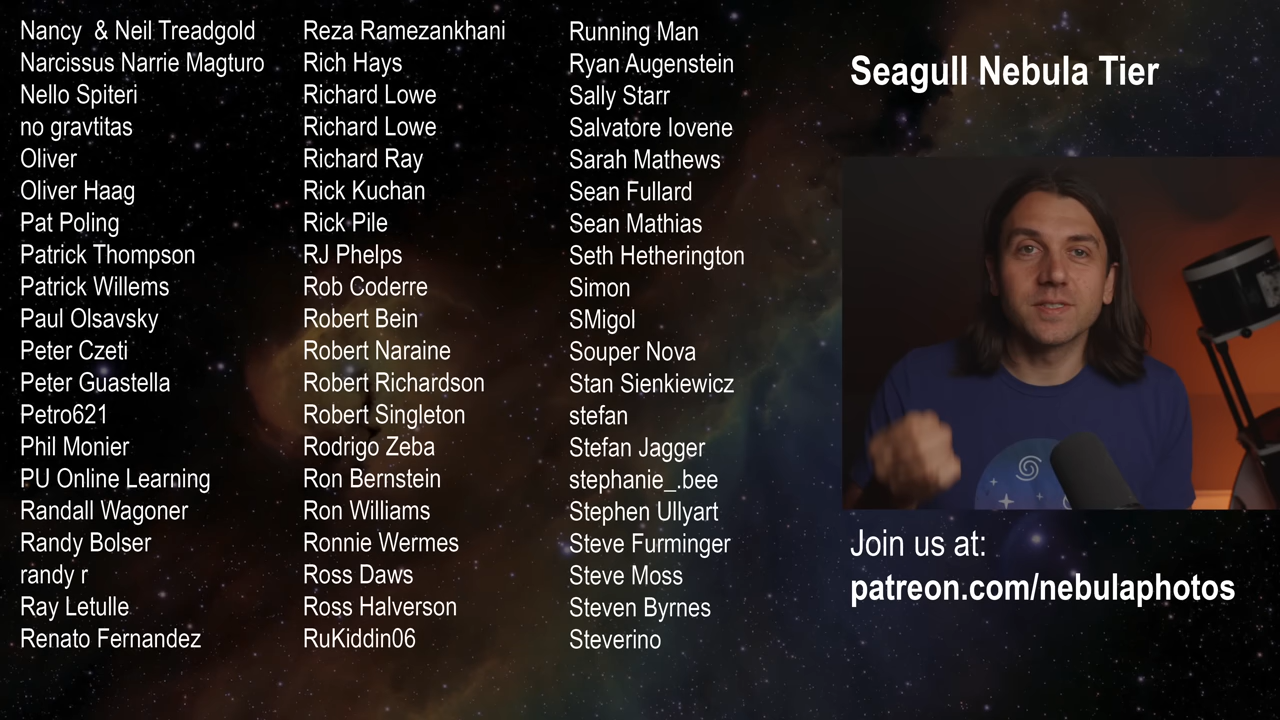 Nancy  & Neil Treadgold
Narcissus Narrie Magturo
Nello Spiteri
no gravtitas
Oliver
Oliver Haag
Pat Poling
Patrick Thompson
Patrick Willems
Paul Olsavsky
Peter Czeti
Peter Guastella
Petro621
Phil Monier
PU Online Learning
Randall Wagoner
Randy Bolser
randy r
Ray Letulle
Renato Fernandez
Reza Ramezankhani
Rich Hays
Richard Lowe
Richard Lowe
Richard Ray
Rick Kuchan
Rick Pile
RJ Phelps
Rob Coderre
Robert Bein
Robert Naraine
Robert Richardson
Robert Singleton
Rodrigo Zeba
Ron Bernstein
Ron Williams
Ronnie Wermes
Ross Daws
Ross Halverson
RuKiddin06
Running Man
Ryan Augenstein
Sally Starr
Salvatore Iovene
Sarah Mathews
Sean Fullard
Sean Mathias
Seth Hetherington
Simon
SMigol
Souper Nova
Stan Sienkiewicz
stefan
Stefan Jagger
stephanie_.bee
Stephen Ullyart
Steve Furminger
Steve Moss
Steven Byrnes
Steverino
Seagull Nebula Tier
Join us at:
patreon.com/nebulaphotos